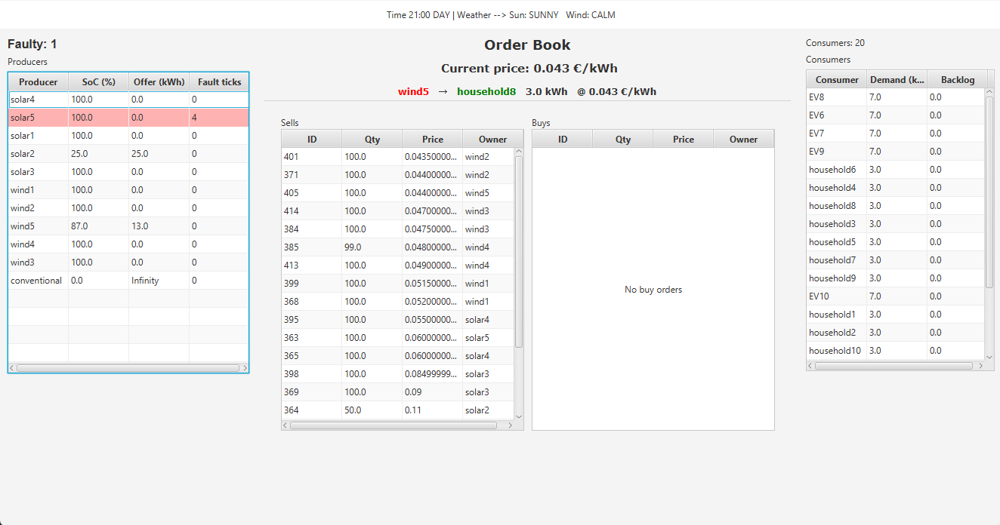 Time 21:00 DAY | Weather --> Sun: SUNNY Wind: CALM
Faulty: 1
Producers
Producer SoC (%) Offer (kWh) Fault ticks
solar4 100.0 0.0 0
solar5 100.0 0.0 4
solar1 100.0 0.0 0
solar2 25.0 25.0 0
solar3 100.0 0.0 0
wind1 100.0 0.0 0
wind2 100.0 0.0 0
wind5 87.0 13.0 0
wind4 100.0 0.0 0
wind3 100.0 0.0 0
conventional 0.0 Infinity 0
Order Book
Current price: 0.043 €/kWh
wind5 → household8 3.0 kWh @ 0.043 €/kWh
Sells
ID Qty Price Owner
401 100.0 0.04350000... wind2
371 100.0 0.04400000... wind2
405 100.0 0.04400000... wind5
414 100.0 0.04700000... wind3
384 100.0 0.04750000... wind3
385 99.0 0.04800000... wind4
413 100.0 0.04900000... wind4
399 100.0 0.05150000... wind1
368 100.0 0.05200000... wind1
395 100.0 0.05500000... solar4
363 100.0 0.06000000... solar5
365 100.0 0.06000000... solar4
398 100.0 0.08499999... solar3
369 100.0 0.09 solar3
364 50.0 0.11 solar2
Buys
ID Qty Price Owner
No buy orders
Consumers: 20
Consumers
Consumer Demand (k... Backlog
EV8 7.0 0.0
EV6 7.0 0.0
EV7 7.0 0.0
EV9 7.0 0.0
household6 3.0 0.0
household4 3.0 0.0
household8 3.0 0.0
household3 3.0 0.0
household5 3.0 0.0
household7 3.0 0.0
household9 3.0 0.0
EV10 7.0 0.0
household1 3.0 0.0
household2 3.0 0.0
household10 3.0 0.0